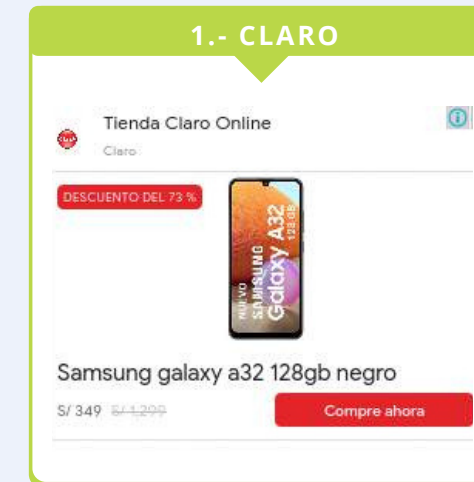 1.- CLARO
Tienda Claro Online
Claro
Claro
DESCUENTO DEL 73 %
NUEVO
SAMSUNG
Galaxy A32
128 GB
Samsung galaxy a32 128gb negro
S/ 349 S/ 1,299
Compre ahora